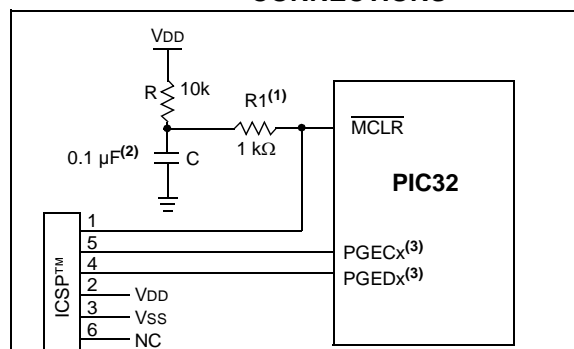 VDD
R 10k
R1(1)
1 kΩ
0.1 µF(2) C
MCLR
PIC32
ICSP™
1
5
4
2
3
6
PGECx(3)
PGEDx(3)
VDD
VSS
NC